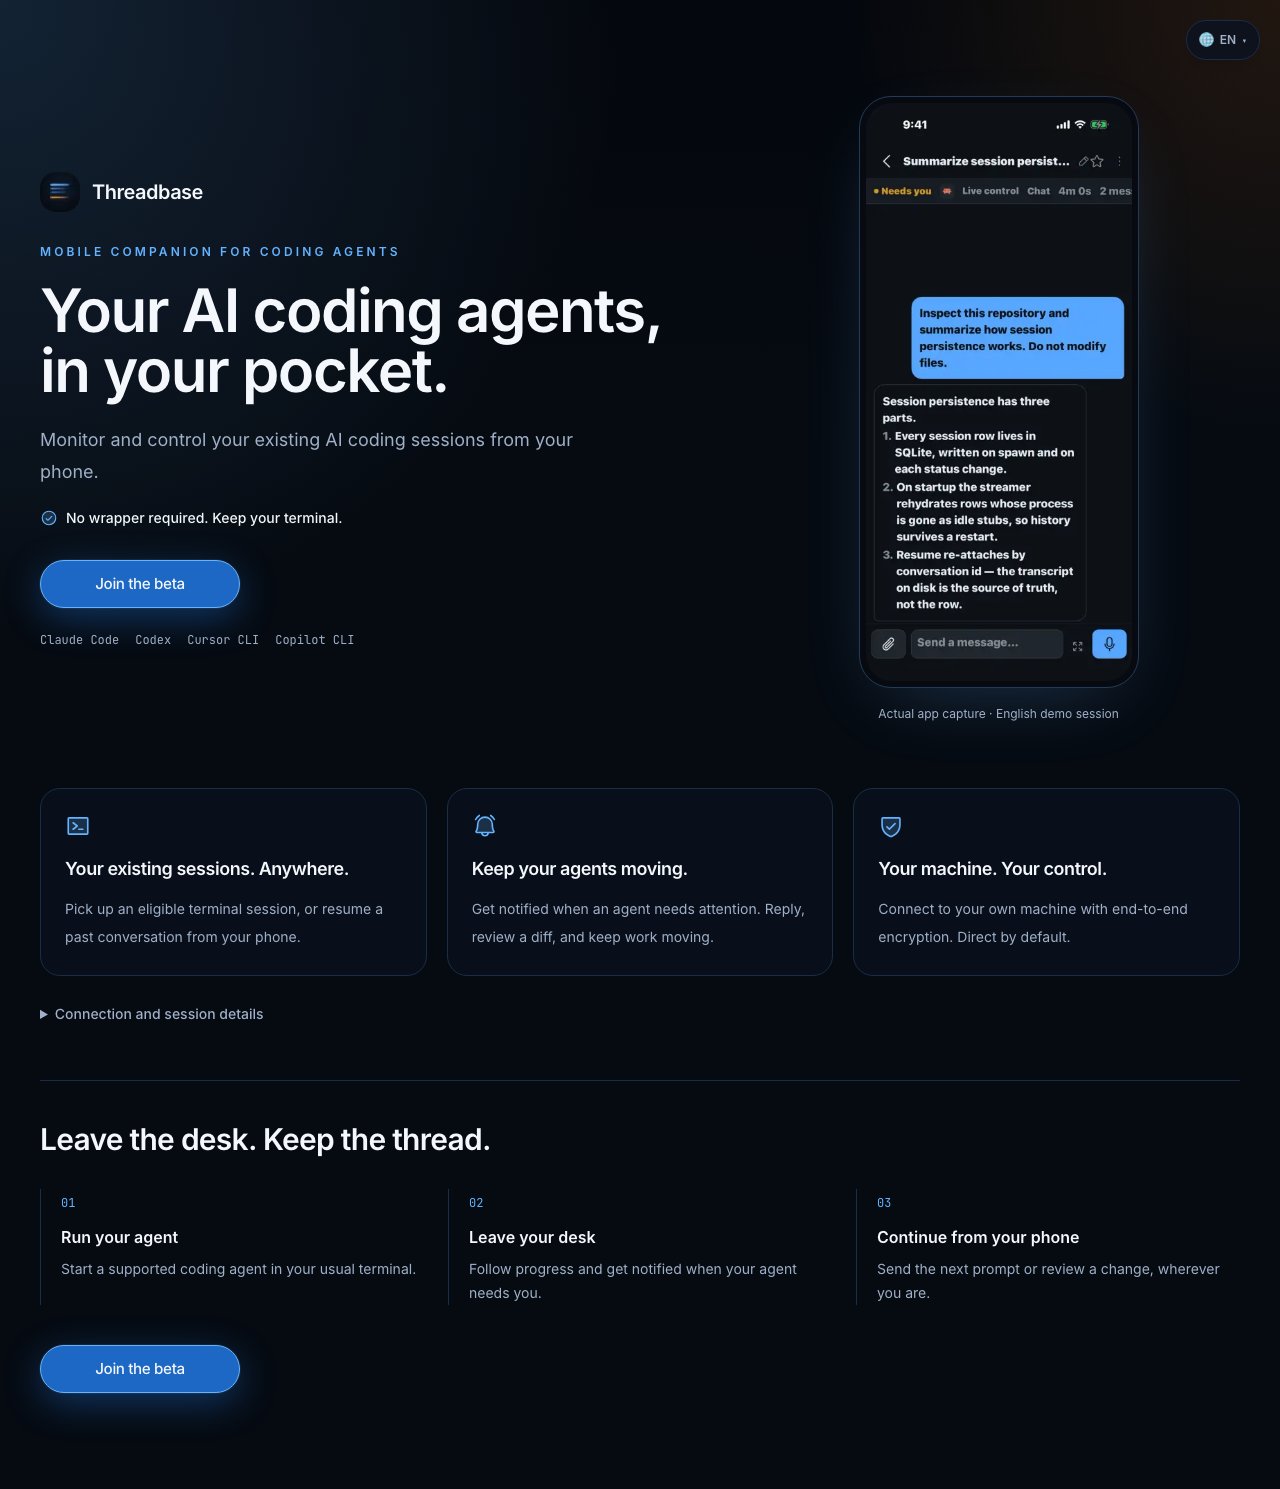 EN
Threadbase
MOBILE COMPANION FOR CODING AGENTS
Your AI coding agents,
in your pocket.
Monitor and control your existing AI coding sessions from your
phone.
No wrapper required. Keep your terminal.
Join the beta
Claude Code Codex Cursor CLI Copilot CLI
9:41
Summarize session persist...
Needs you Live control Chat 4m 0s 2 mes
Inspect this repository and
summarize how session
persistence works. Do not modify
files.
Session persistence has three
parts.
1. Every session row lives in
SQLite, written on spawn and on
each status change.
2. On startup the streamer
rehydrates rows whose process
is gone as idle stubs, so history
survives a restart.
3. Resume re-attaches by
conversation id — the transcript
on disk is the source of truth,
not the row.
Send a message...
Actual app capture · English demo session
Your existing sessions. Anywhere.
Pick up an eligible terminal session, or resume a
past conversation from your phone.
Keep your agents moving.
Get notified when an agent needs attention. Reply,
review a diff, and keep work moving.
Your machine. Your control.
Connect to your own machine with end-to-end
encryption. Direct by default.
Connection and session details
Leave the desk. Keep the thread.
01
Run your agent
Start a supported coding agent in your usual terminal.
02
Leave your desk
Follow progress and get notified when your agent
needs you.
03
Continue from your phone
Send the next prompt or review a change, wherever
you are.
Join the beta